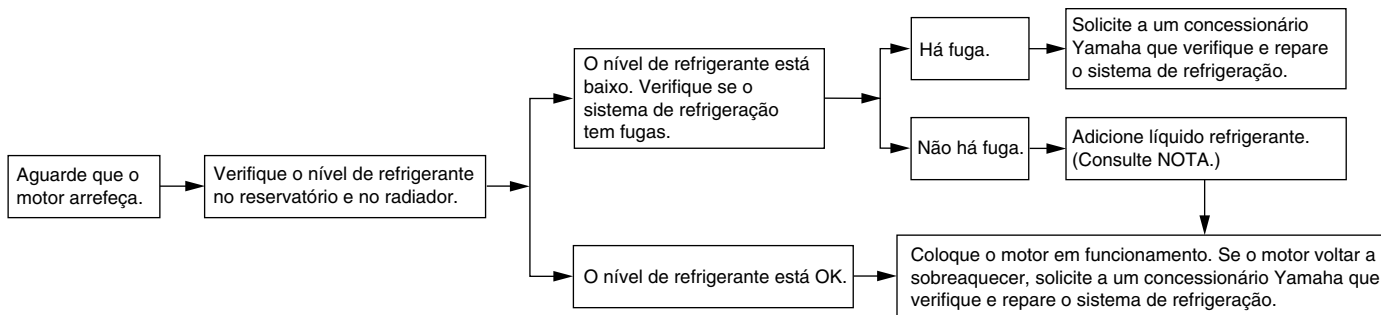 Aguarde que o
motor arrefeça.
Verifique o nível de refrigerante
no reservatório e no radiador.
O nível de refrigerante está
baixo. Verifique se o
sistema de refrigeração
tem fugas.
Há fuga.
Solicite a um concessionário
Yamaha que verifique e repare
o sistema de refrigeração.
Não há fuga.
Adicione líquido refrigerante.
(Consulte NOTA.)
O nível de refrigerante está OK.
Coloque o motor em funcionamento. Se o motor voltar a
sobreaquecer, solicite a um concessionário Yamaha que
verifique e repare o sistema de refrigeração.